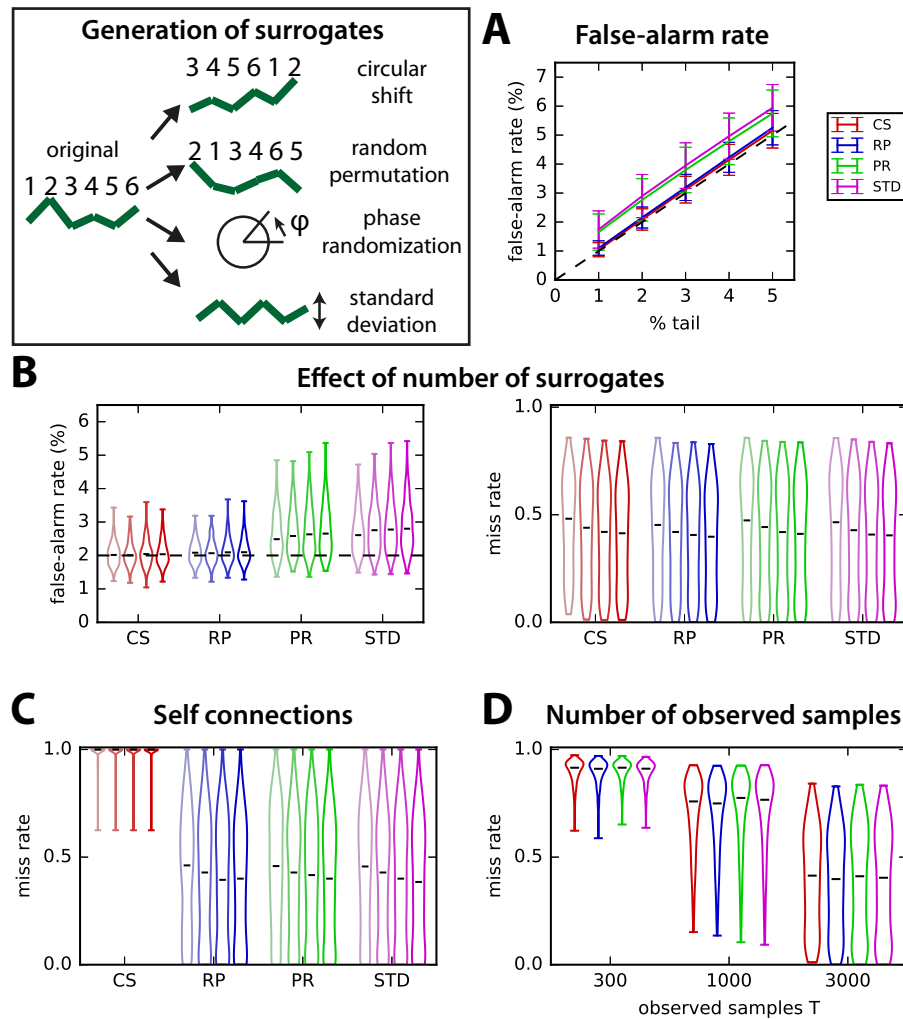 Generation of surrogates
3 4 5 6 1 2
circular
shift
original
1 2 3 4 5 6
2 1 3 4 6 5
random
permutation
φ
phase
randomization
standard
deviation
A
False-alarm rate
false-alarm rate (%)
7
6
5
4
3
2
1
0
0 1 2 3 4 5
% tail
CS
RP
PR
STD
B
Effect of number of surrogates
false-alarm rate (%)
6
5
4
3
2
1
0
CS RP PR STD
miss rate
1.0
0.5
0.0
CS RP PR STD
C
Self connections
miss rate
1.0
0.5
0.0
CS RP PR STD
D
Number of observed samples
miss rate
1.0
0.5
0.0
300 1000 3000
observed samples T